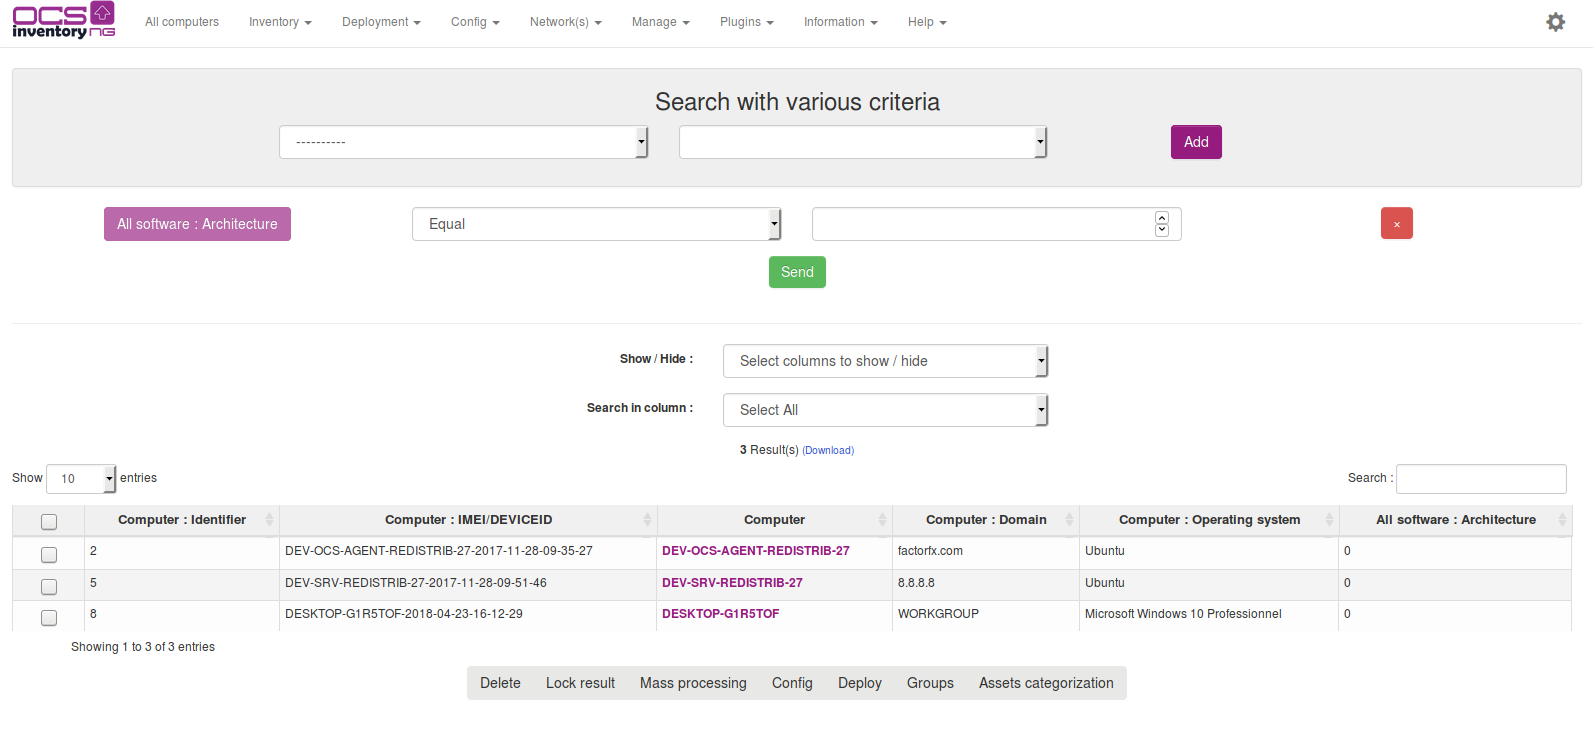 OCS inventory NG
All computers Inventory Deployment Config Network(s) Manage Plugins Information Help
Search with various criteria
---------- Add
All software : Architecture Equal ×
Send
Show / Hide : Select columns to show / hide
Search in column : Select All
3 Result(s) (Download)
Show 10 entries Search :
Computer : Identifier Computer : IMEI/DEVICEID Computer Computer : Domain Computer : Operating system All software : Architecture
2 DEV-OCS-AGENT-REDISTRIB-27-2017-11-28-09-35-27 DEV-OCS-AGENT-REDISTRIB-27 factorfx.com Ubuntu 0
5 DEV-SRV-REDISTRIB-27-2017-11-28-09-51-46 DEV-SRV-REDISTRIB-27 8.8.8.8 Ubuntu 0
8 DESKTOP-G1R5TOF-2018-04-23-16-12-29 DESKTOP-G1R5TOF WORKGROUP Microsoft Windows 10 Professionnel 0
Showing 1 to 3 of 3 entries
Delete Lock result Mass processing Config Deploy Groups Assets categorization